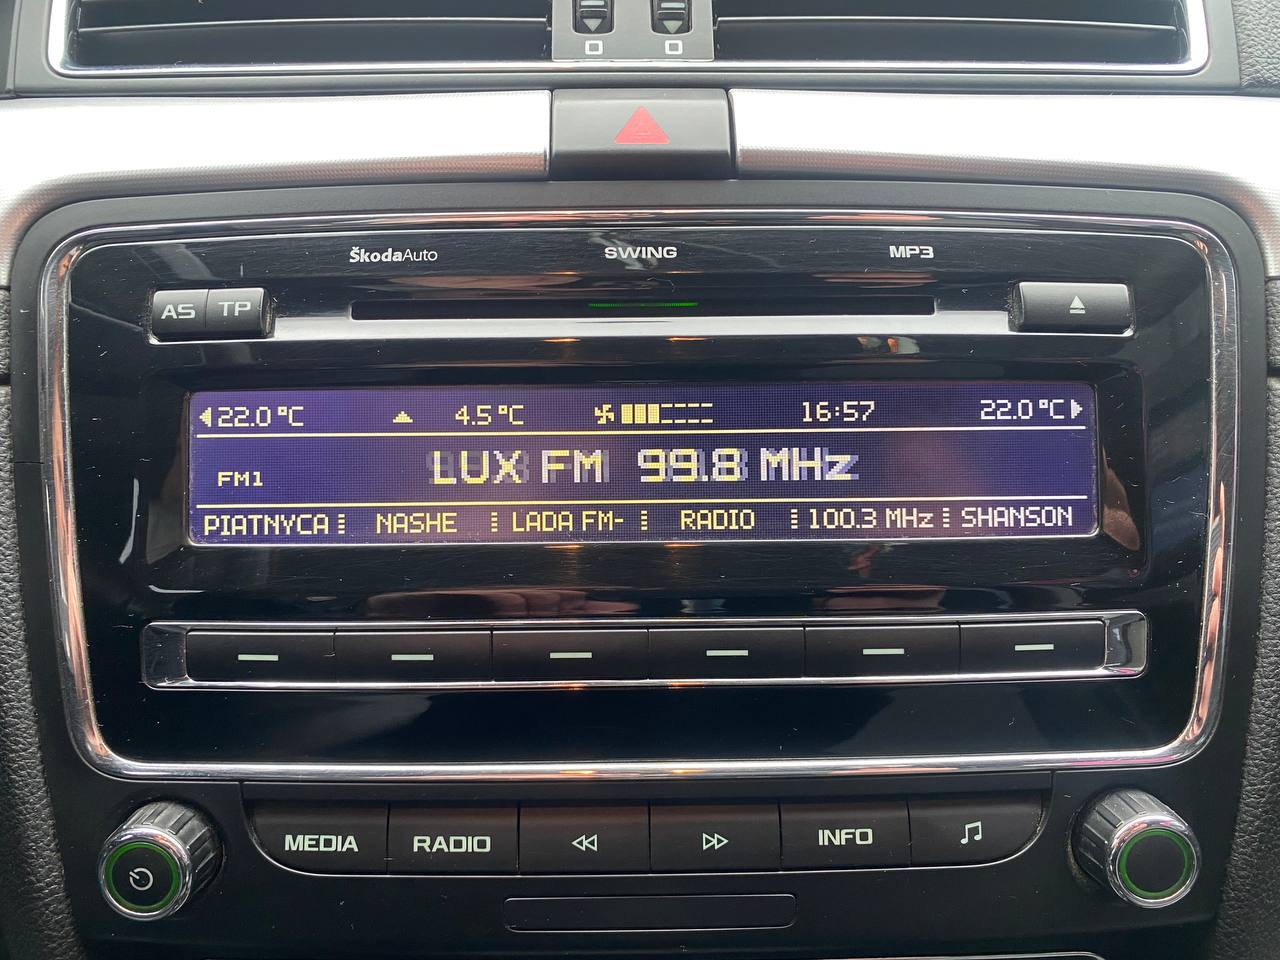 ŠkodaAuto SWING MP3
AS TP
22.0 °C 4.5 °C 16:57 22.0 °C
FM1 LUX FM 99.8 MHz
PIATNYCA NASHE LADA FM- RADIO 100.3 MHz SHANSON
MEDIA RADIO INFO